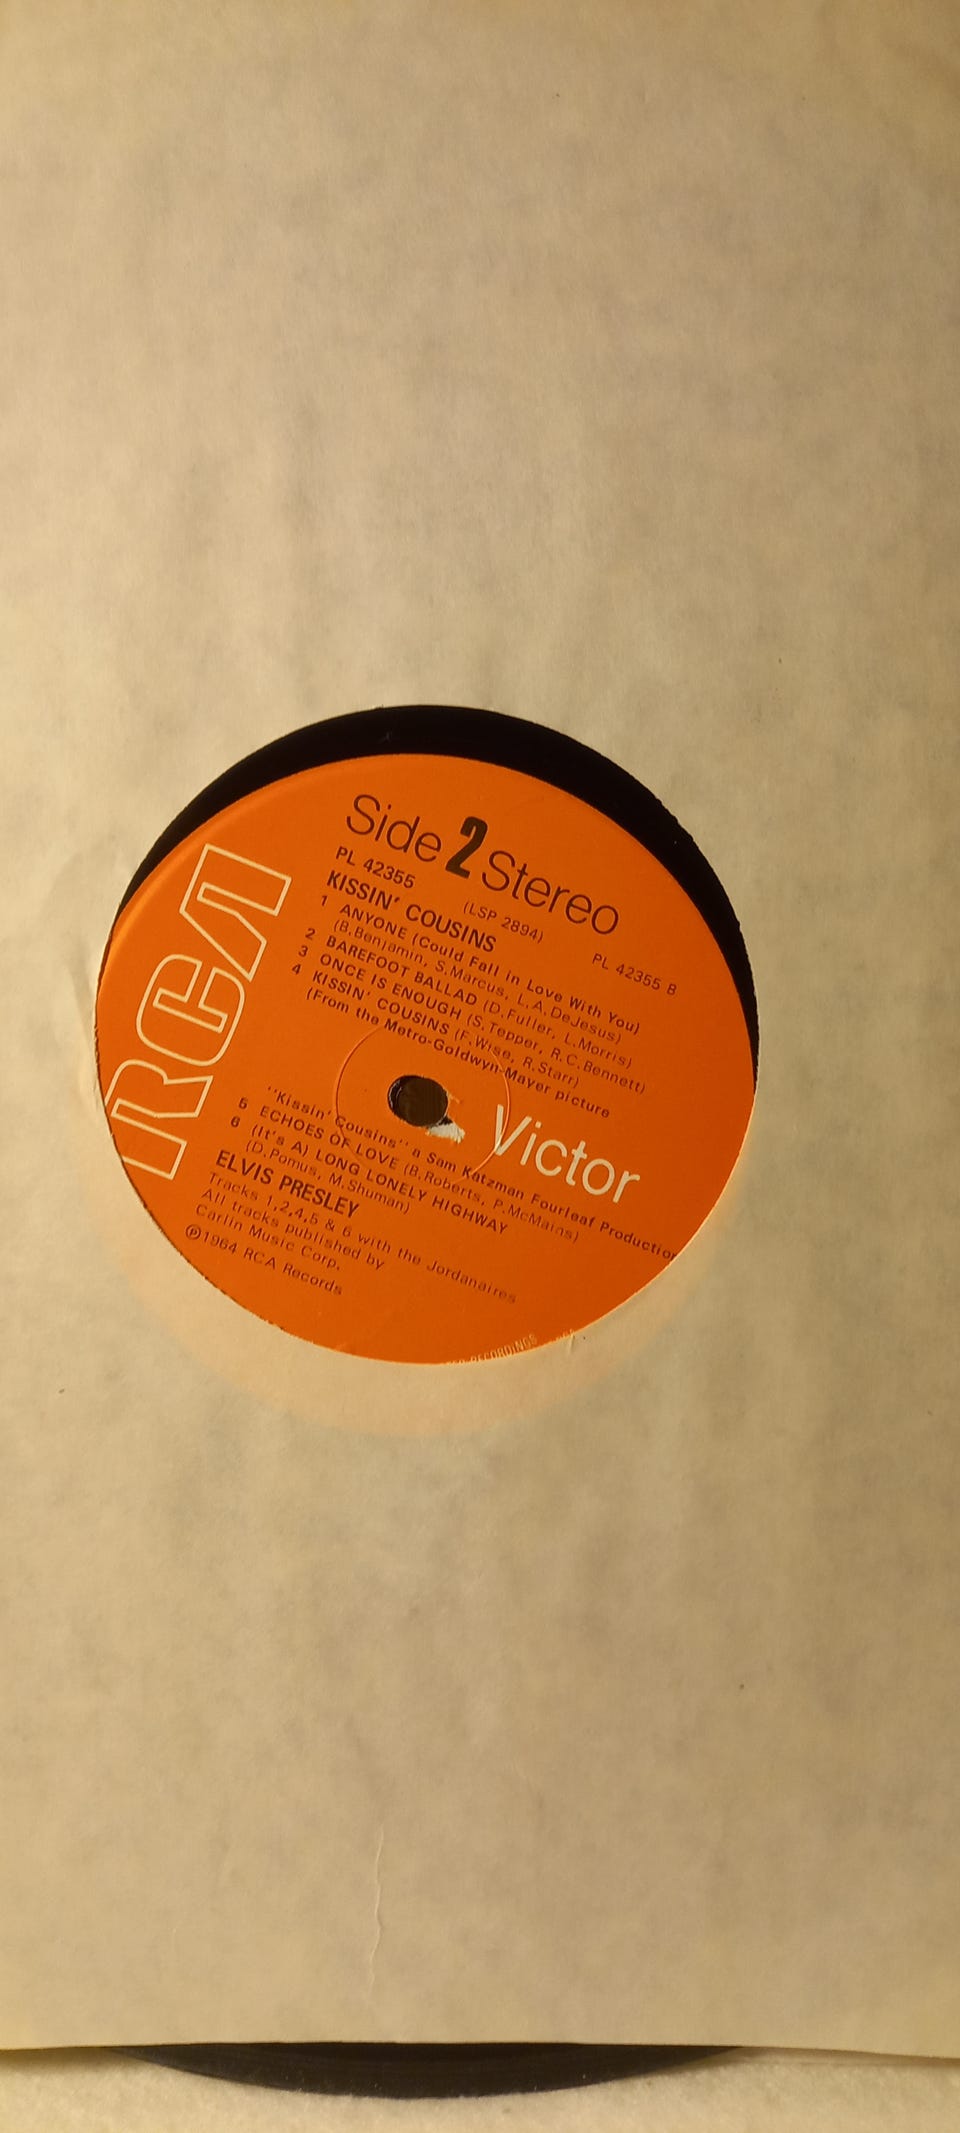 RCA
Side 2 Stereo
PL 42355
(LSP 2894)
PL 42355 B
KISSIN' COUSINS
1 ANYONE (Could Fall in Love With You)
(B.Benjamin, S.Marcus, L.A.DeJesus)
2 BAREFOOT BALLAD (D.Fuller, L.Morris)
3 ONCE IS ENOUGH (S.Tepper, R.C.Bennett)
4 KISSIN' COUSINS (F.Wise, R.Starr)
(From the Metro-Goldwyn-Mayer picture
Victor
"Kissin' Cousins" a Sam Katzman Fourleaf Production
5 ECHOES OF LOVE (B.Roberts, P.McMains)
6 (It's A) LONG LONELY HIGHWAY
(D.Pomus, M.Shuman)
ELVIS PRESLEY
Tracks 1,2,4,5 & 6 with the Jordanaires
All tracks published by
Carlin Music Corp.
℗1964 RCA Records
RECORDINGS